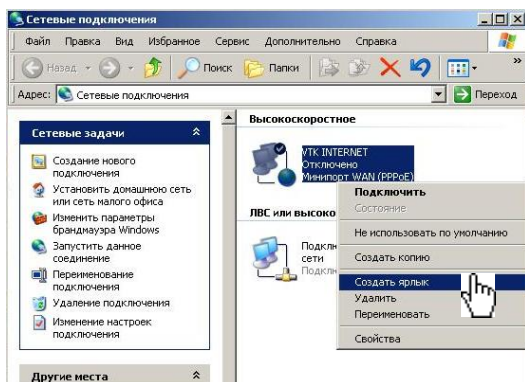 Сетевые подключения
Файл Правка Вид Избранное Сервис Дополнительно Справка
Назад Поиск Папки »
Адрес: Сетевые подключения Переход
Сетевые задачи
Создание нового
подключения
Установить домашнюю сеть
или сеть малого офиса
Изменить параметры
брандмауэра Windows
Запустить данное
соединение
Переименование
подключения
Удаление подключения
Изменение настроек
подключения
Другие места
Высокоскоростное
VTK INTERNET
Отключено
Минипорт WAN (PPPoE)
ЛВС или высоко
Подклн
сети
Подклн
Подключить
Состояние
Не использовать по умолчанию
Создать копию
Создать ярлык
Удалить
Переименовать
Свойства